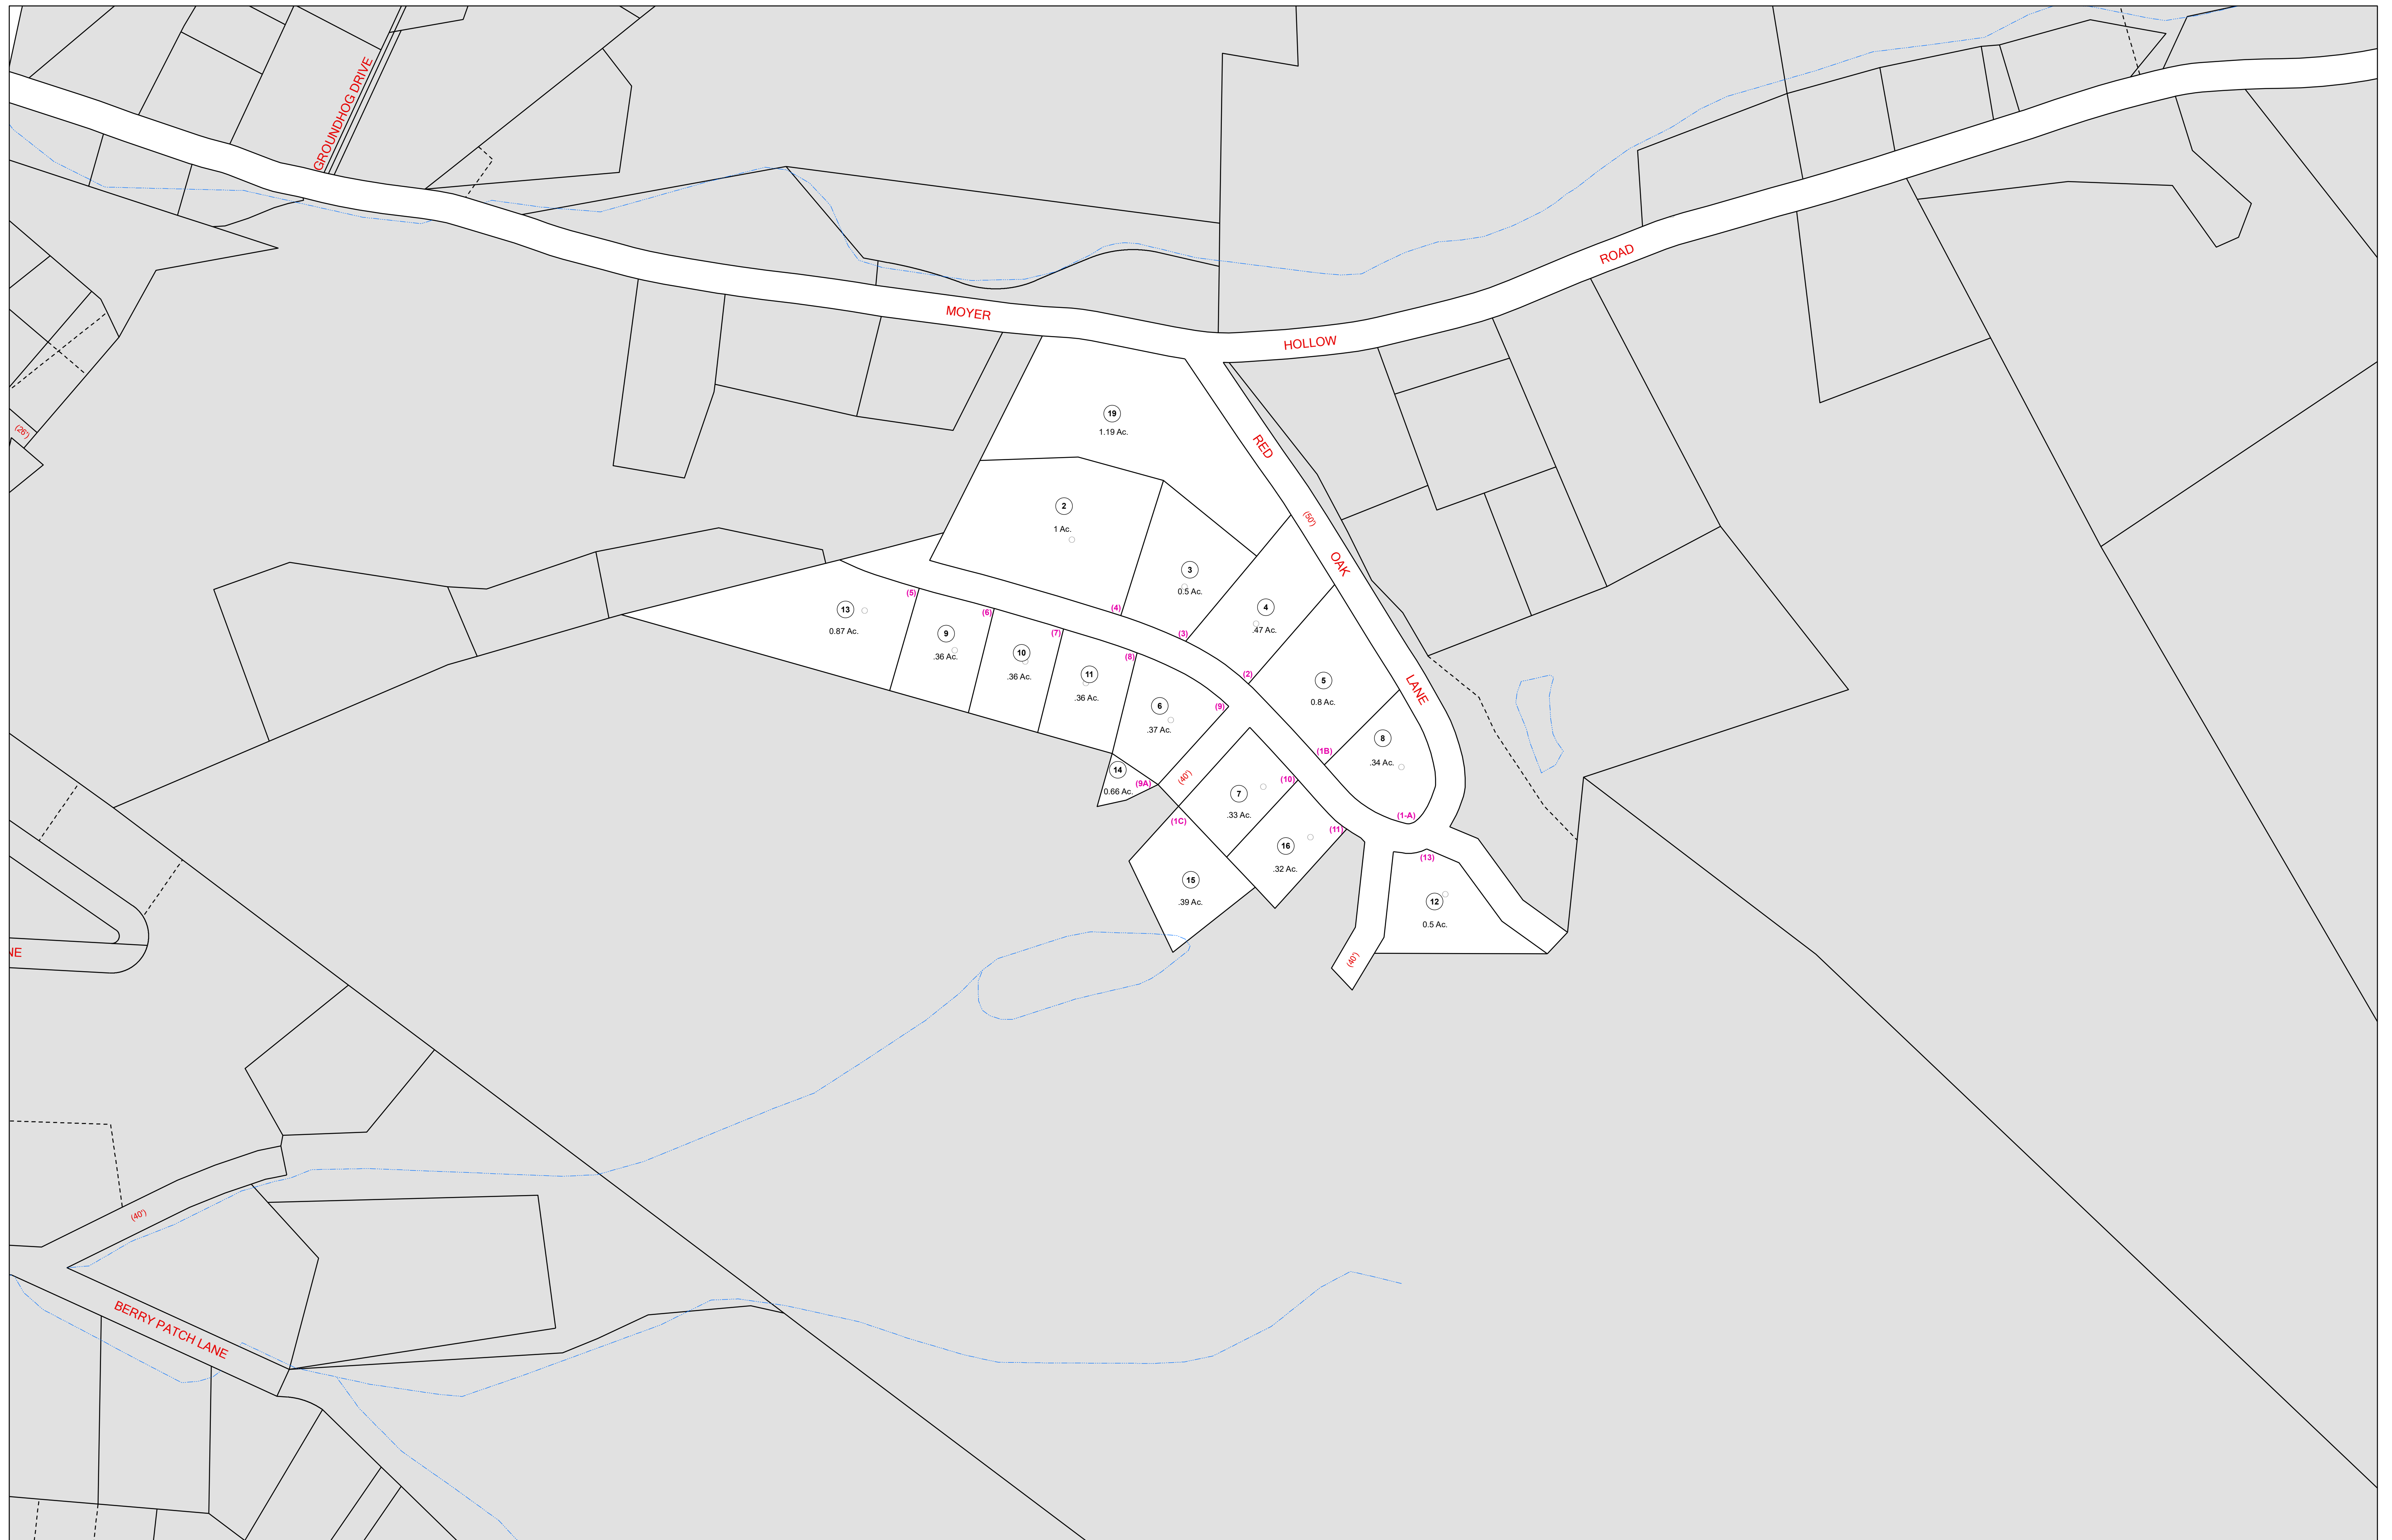 GROUNDHOG DRIVE
MOYER
HOLLOW
ROAD
(26')
19
1.19 Ac.
RED
(50')
OAK
LANE
2
1 Ac.
3
0.5 Ac.
(4)
(3)
4
.47 Ac.
(2)
5
0.8 Ac.
(1B)
8
.34 Ac.
(1-A)
13
0.87 Ac.
(5)
9
.36 Ac.
(6)
10
.36 Ac.
(7)
11
.36 Ac.
(8)
6
.37 Ac.
(9)
14
0.66 Ac.
(9A)
(40')
7
.33 Ac.
(10)
(1C)
16
.32 Ac.
(11)
15
.39 Ac.
(13)
12
0.5 Ac.
(40')
NE
(40')
BERRY PATCH LANE